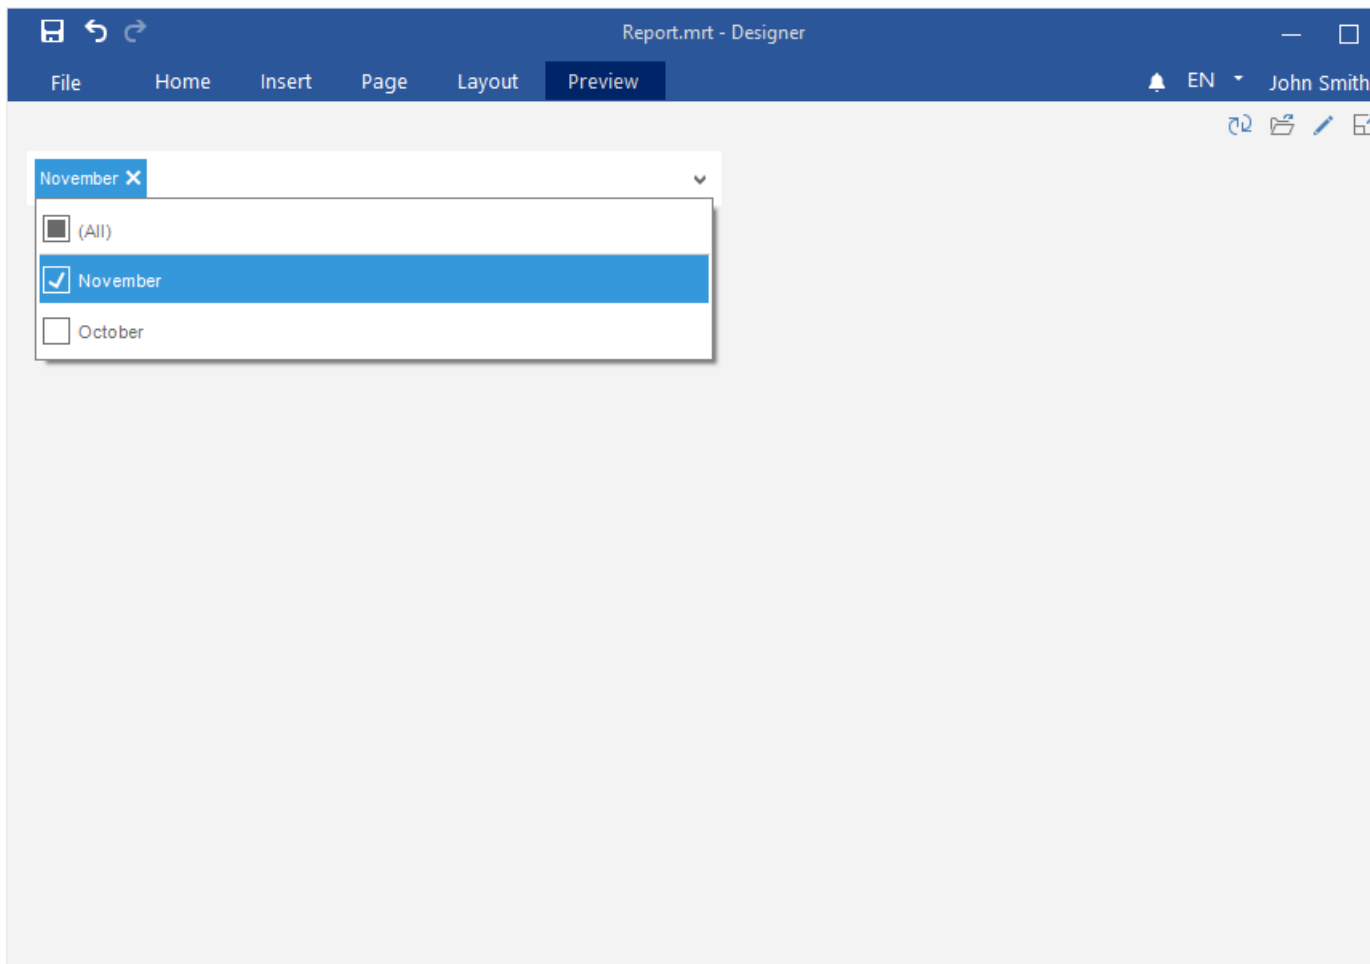 Report.mrt - Designer
File Home Insert Page Layout Preview EN John Smith
November
(All)
November
October